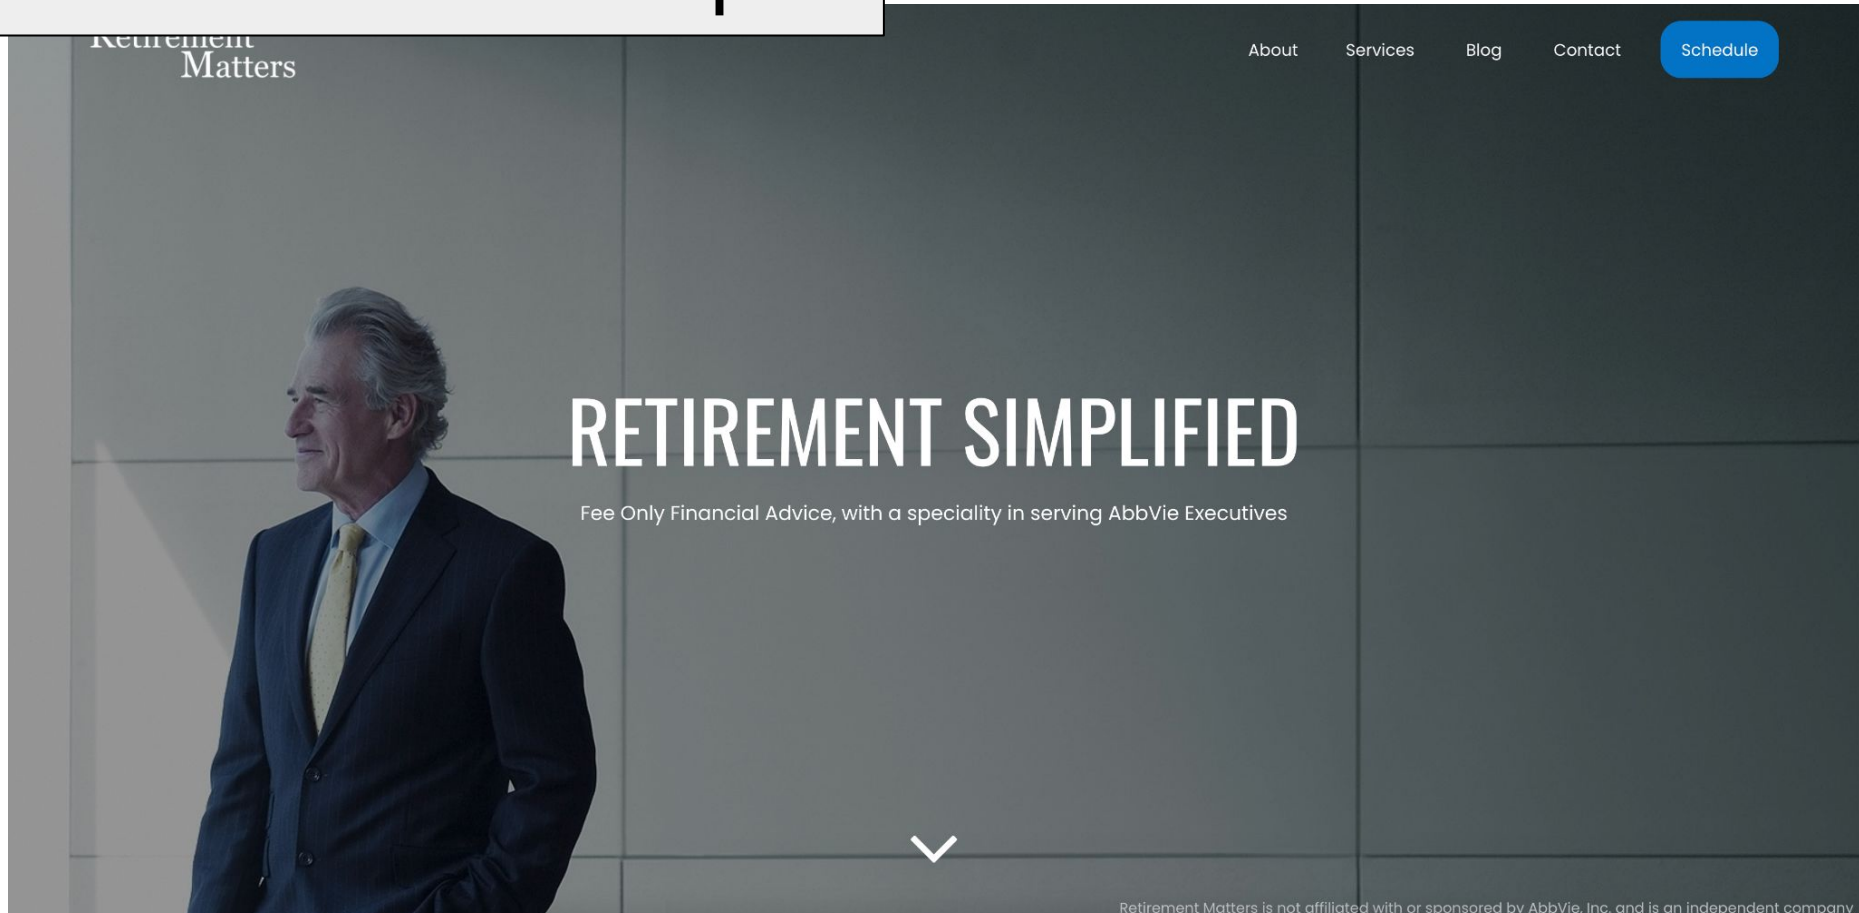 Retirement
Matters
About Services Blog Contact Schedule
RETIREMENT SIMPLIFIED
Fee Only Financial Advice, with a speciality in serving AbbVie Executives
Retirement Matters is not affiliated with or sponsored by AbbVie, Inc. and is an independent company